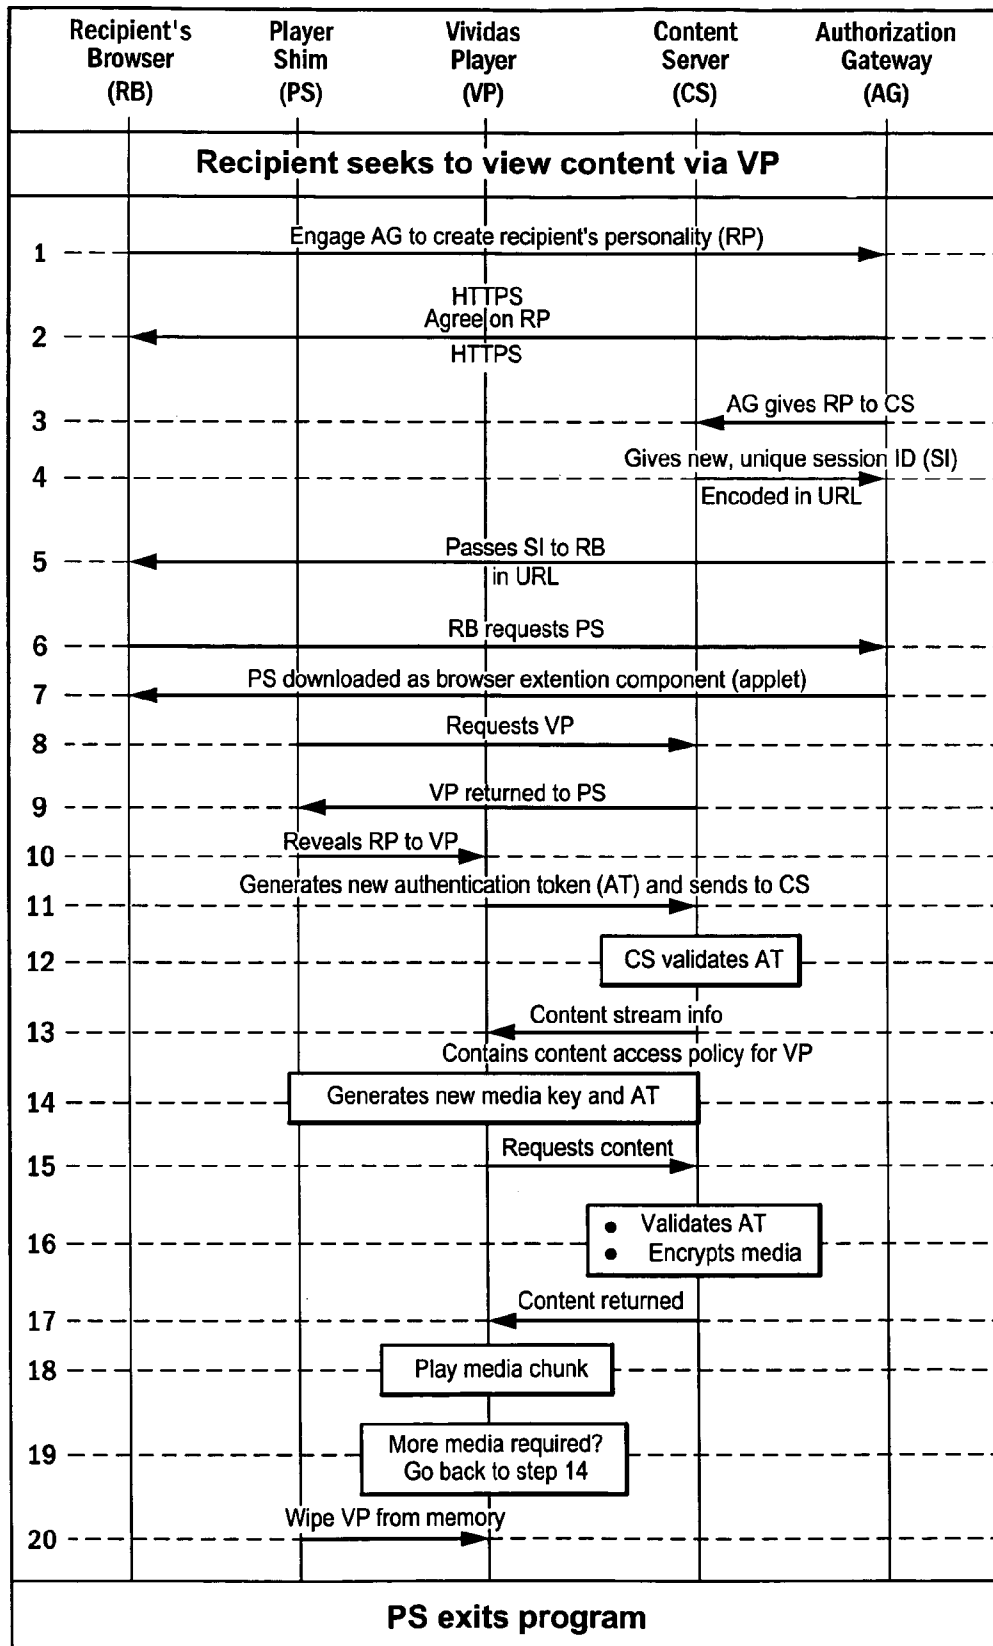 Recipient's Browser (RB)
Player Shim (PS)
Vividas Player (VP)
Content Server (CS)
Authorization Gateway (AG)
Recipient seeks to view content via VP
1
Engage AG to create recipient's personality (RP)
HTTPS
2
Agree on RP
HTTPS
3
AG gives RP to CS
4
Gives new, unique session ID (SI)
Encoded in URL
5
Passes SI to RB
in URL
6
RB requests PS
7
PS downloaded as browser extention component (applet)
8
Requests VP
9
VP returned to PS
10
Reveals RP to VP
11
Generates new authentication token (AT) and sends to CS
12
CS validates AT
13
Content stream info
Contains content access policy for VP
14
Generates new media key and AT
15
Requests content
16
• Validates AT
• Encrypts media
17
Content returned
18
Play media chunk
19
More media required?
Go back to step 14
20
Wipe VP from memory
PS exits program